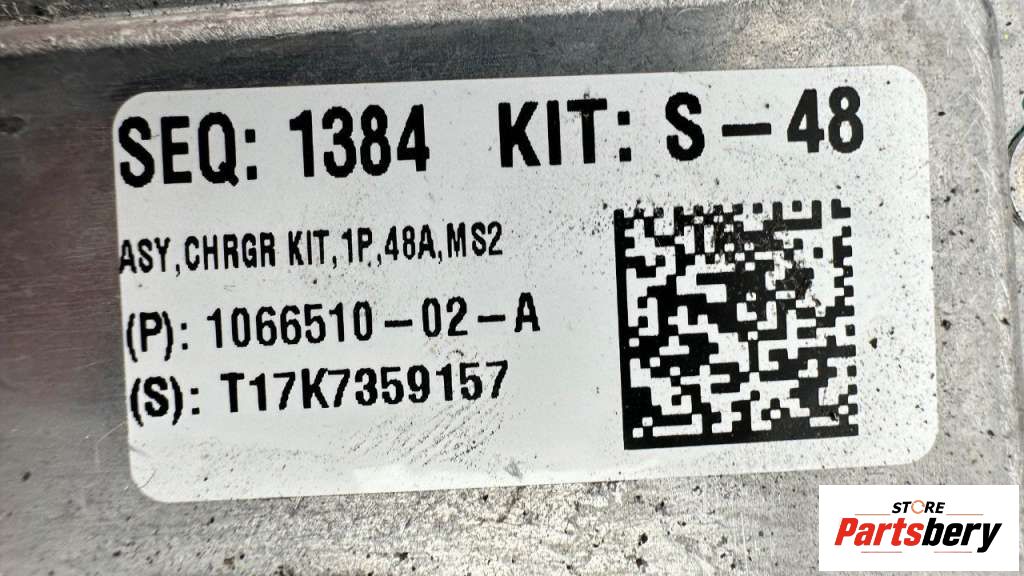 SEQ: 1384 KIT: S-48
ASY,CHRGR KIT,1P,48A,MS2
(P): 1066510-02-A
(S): T17K7359157
STORE
Partsbery